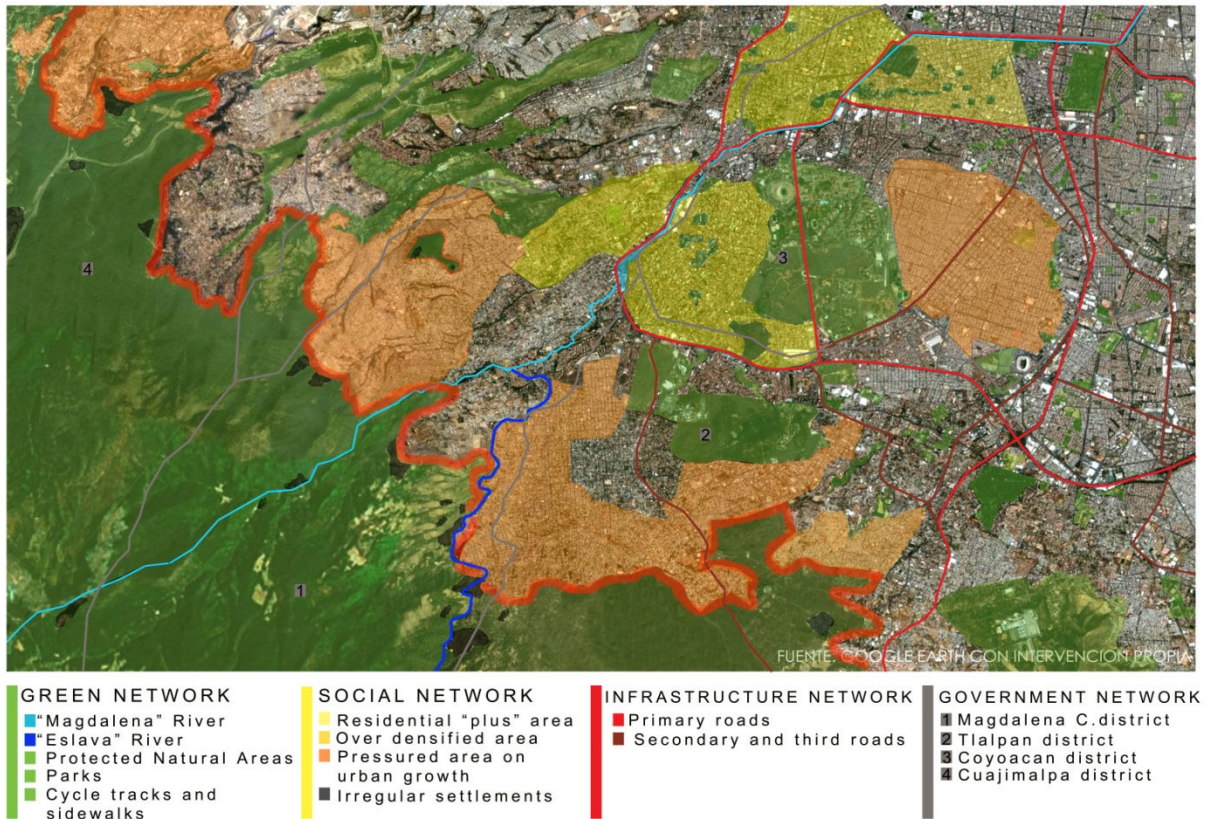 4
3
2
1
FUENTE: GOOGLE EARTH CON INTERVENCION PROPIA
GREEN NETWORK
"Magdalena" River
"Eslava" River
Protected Natural Areas
Parks
Cycle tracks and
sidewalks
SOCIAL NETWORK
Residential "plus" area
Over densified area
Pressured area on
urban growth
Irregular settlements
INFRASTRUCTURE NETWORK
Primary roads
Secondary and third roads
GOVERNMENT NETWORK
1 Magdalena C.district
2 Tlalpan district
3 Coyoacan district
4 Cuajimalpa district